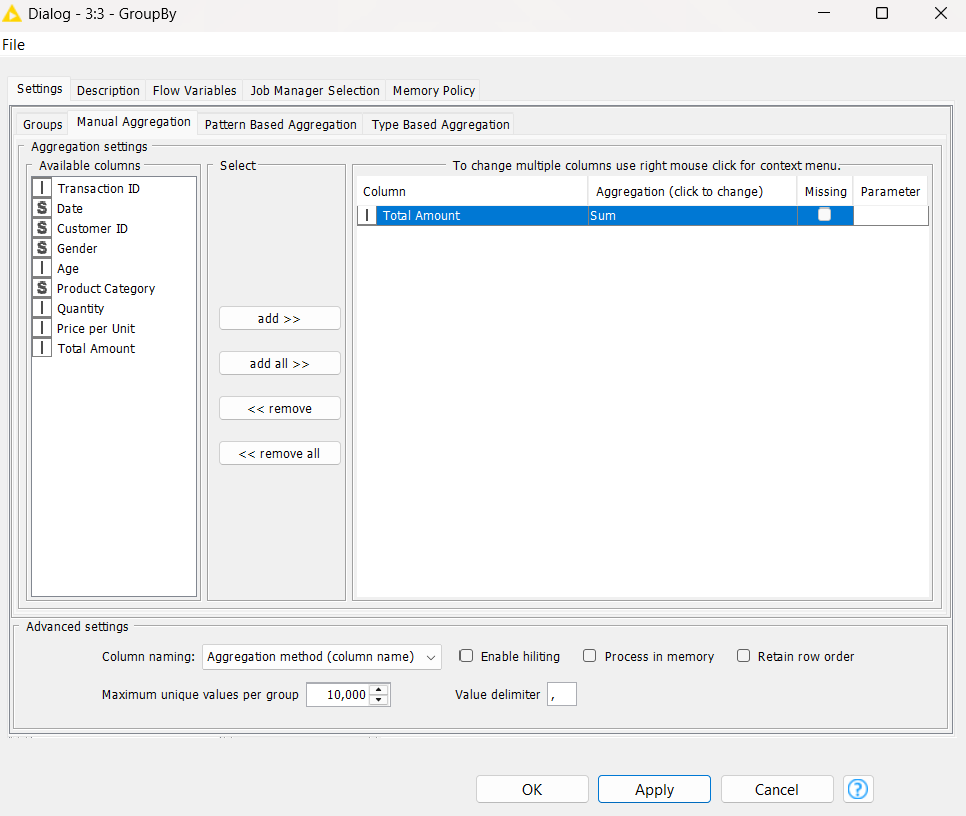 Dialog - 3:3 - GroupBy
File
Settings Description Flow Variables Job Manager Selection Memory Policy
Groups Manual Aggregation Pattern Based Aggregation Type Based Aggregation
Aggregation settings
Available columns Select To change multiple columns use right mouse click for context menu.
Column Aggregation (click to change) Missing Parameter
I Transaction ID
S Date
S Customer ID
S Gender
I Age
S Product Category
I Quantity
I Price per Unit
I Total Amount
add >>
add all >>
<< remove
<< remove all
I Total Amount Sum
Advanced settings
Column naming: Aggregation method (column name) Enable hiliting Process in memory Retain row order
Maximum unique values per group 10,000 Value delimiter ,
OK Apply Cancel ?